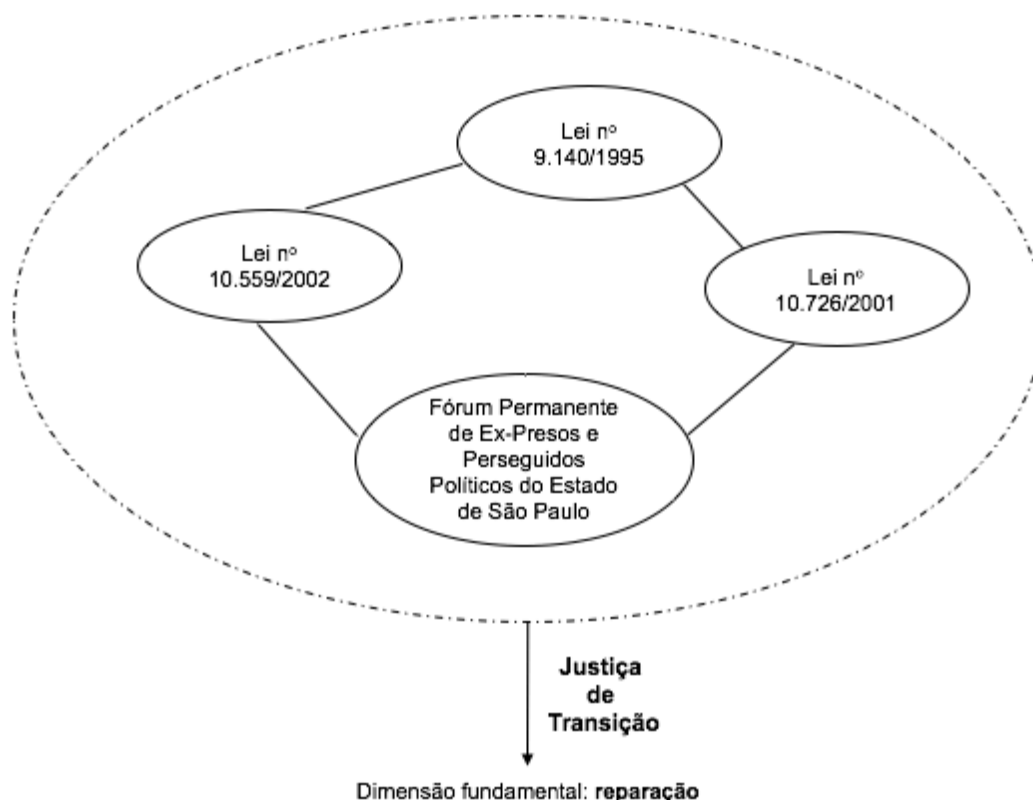 Lei nº
9.140/1995
Lei nº
10.559/2002
Lei nº
10.726/2001
Fórum Permanente
de Ex-Presos e
Perseguidos
Políticos do Estado
de São Paulo
Justiça
de
Transição
Dimensão fundamental: reparação